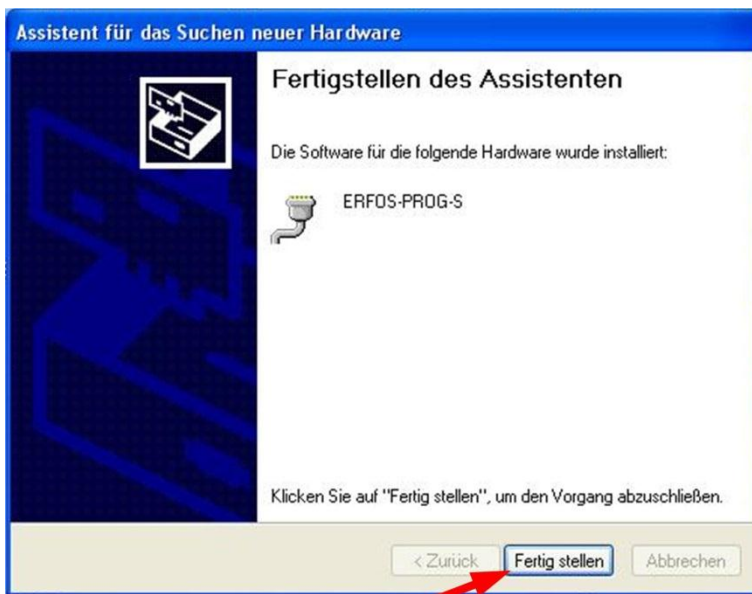 Assistent für das Suchen neuer Hardware
Fertigstellen des Assistenten
Die Software für die folgende Hardware wurde installiert:
ERFOS-PROG-S
Klicken Sie auf "Fertig stellen", um den Vorgang abzuschließen.
< Zurück Fertig stellen Abbrechen